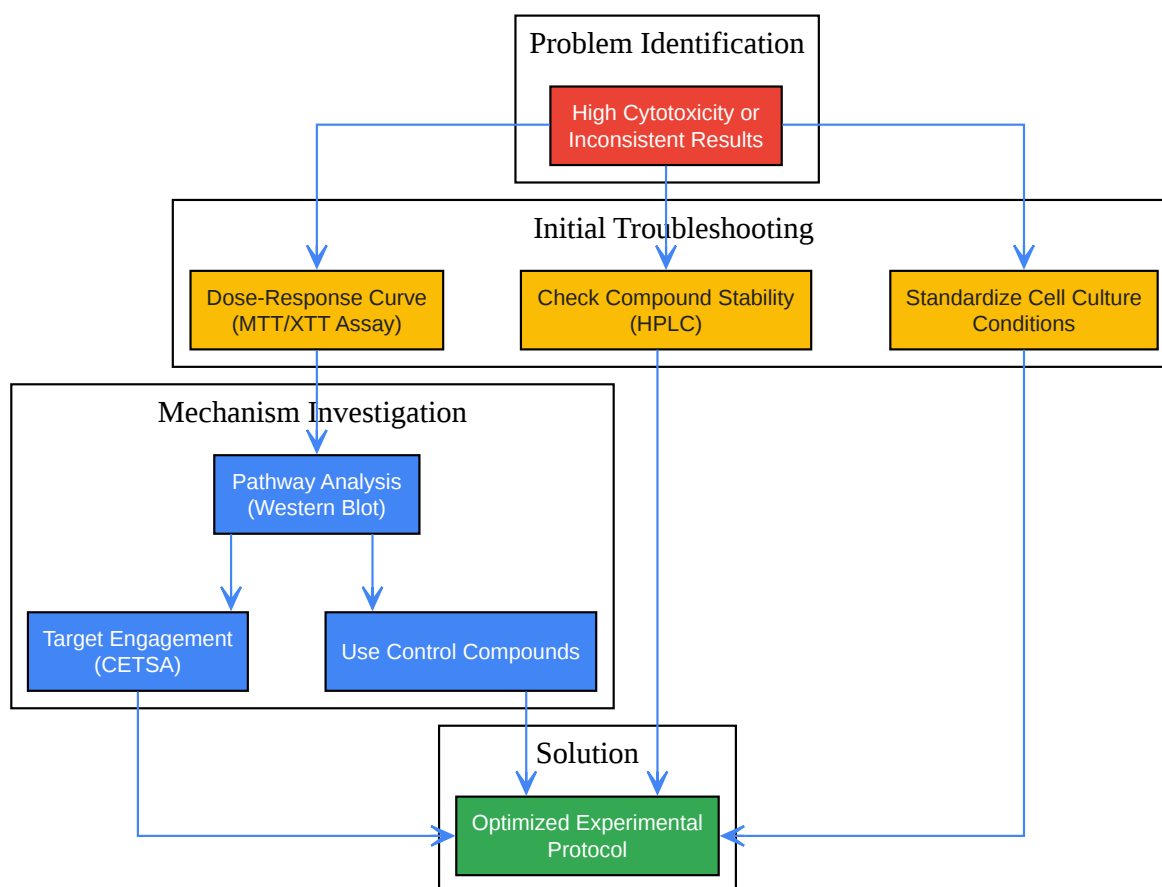 Problem Identification
High Cytotoxicity or
Inconsistent Results
Initial Troubleshooting
Dose-Response Curve
(MTT/XTT Assay)
Check Compound Stability
(HPLC)
Standardize Cell Culture
Conditions
Mechanism Investigation
Pathway Analysis
(Western Blot)
Target Engagement
(CETSA)
Use Control Compounds
Solution
Optimized Experimental
Protocol